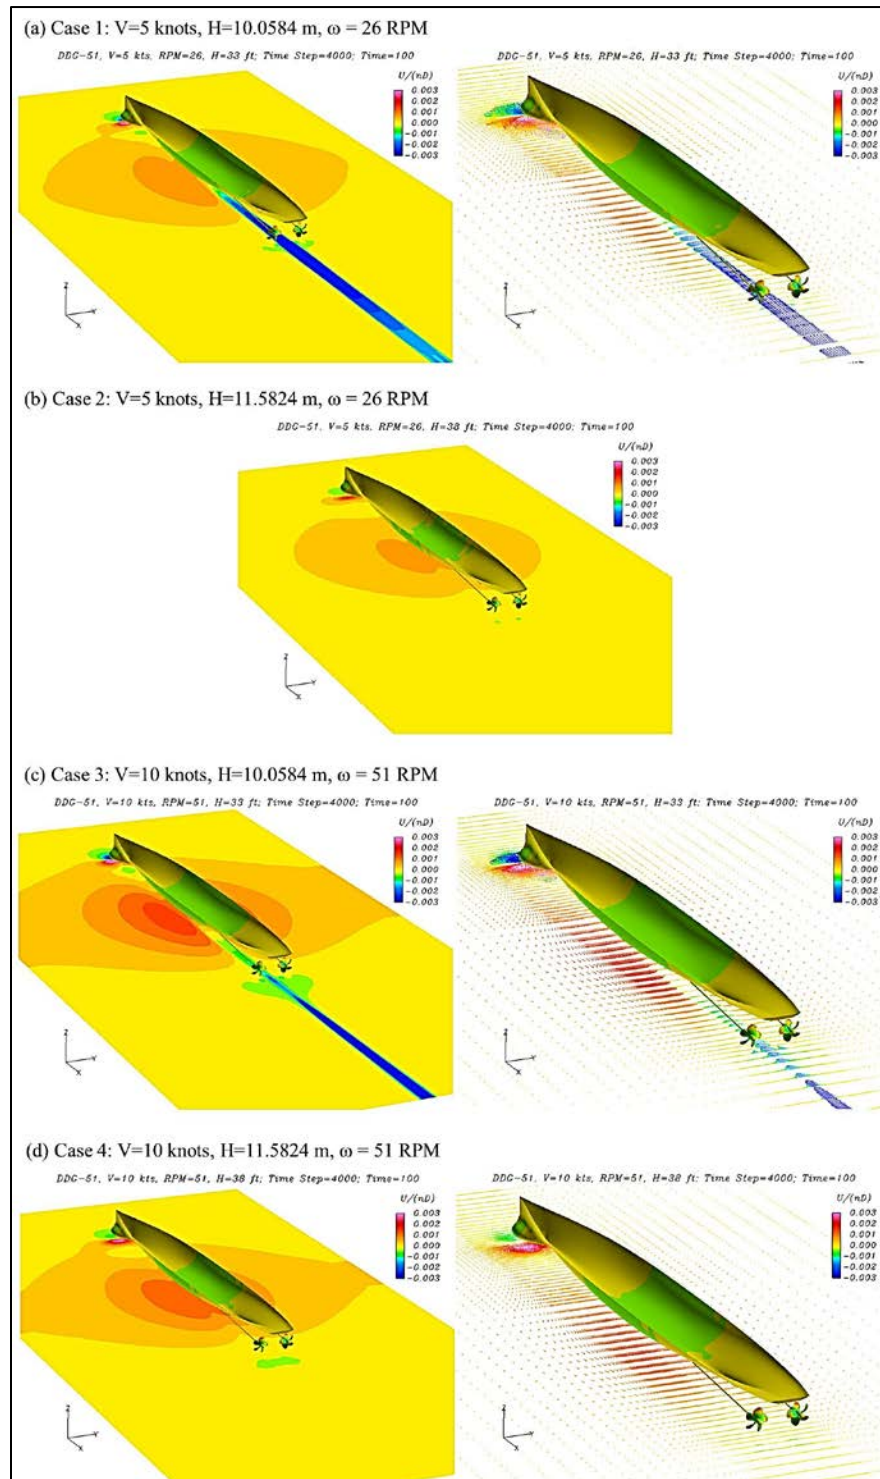 (a) Case 1: V=5 knots, H=10.0584 m, ω = 26 RPM
DDG-51, V=5 kts, RPM=26, H=33 ft; Time Step=4000; Time=100
U/(nD)
0.003
0.002
0.001
0.000
-0.001
-0.002
-0.003
Z
Y
X
DDG-51, V=5 kts, RPM=26, H=33 ft; Time Step=4000; Time=100
U/(nD)
0.003
0.002
0.001
0.000
-0.001
-0.002
-0.003
Z
Y
X
(b) Case 2: V=5 knots, H=11.5824 m, ω = 26 RPM
DDG-51, V=5 kts, RPM=26, H=38 ft; Time Step=4000; Time=100
U/(nD)
0.003
0.002
0.001
0.000
-0.001
-0.002
-0.003
Z
Y
X
(c) Case 3: V=10 knots, H=10.0584 m, ω = 51 RPM
DDG-51, V=10 kts, RPM=51, H=33 ft; Time Step=4000; Time=100
U/(nD)
0.003
0.002
0.001
0.000
-0.001
-0.002
-0.003
Z
Y
X
DDG-51, V=10 kts, RPM=51, H=33 ft; Time Step=4000; Time=100
U/(nD)
0.003
0.002
0.001
0.000
-0.001
-0.002
-0.003
Z
Y
X
(d) Case 4: V=10 knots, H=11.5824 m, ω = 51 RPM
DDG-51, V=10 kts, RPM=51, H=38 ft; Time Step=4000; Time=100
U/(nD)
0.003
0.002
0.001
0.000
-0.001
-0.002
-0.003
Z
Y
X
DDG-51, V=10 kts, RPM=51, H=38 ft; Time Step=4000; Time=100
U/(nD)
0.003
0.002
0.001
0.000
-0.001
-0.002
-0.003
Z
Y
X